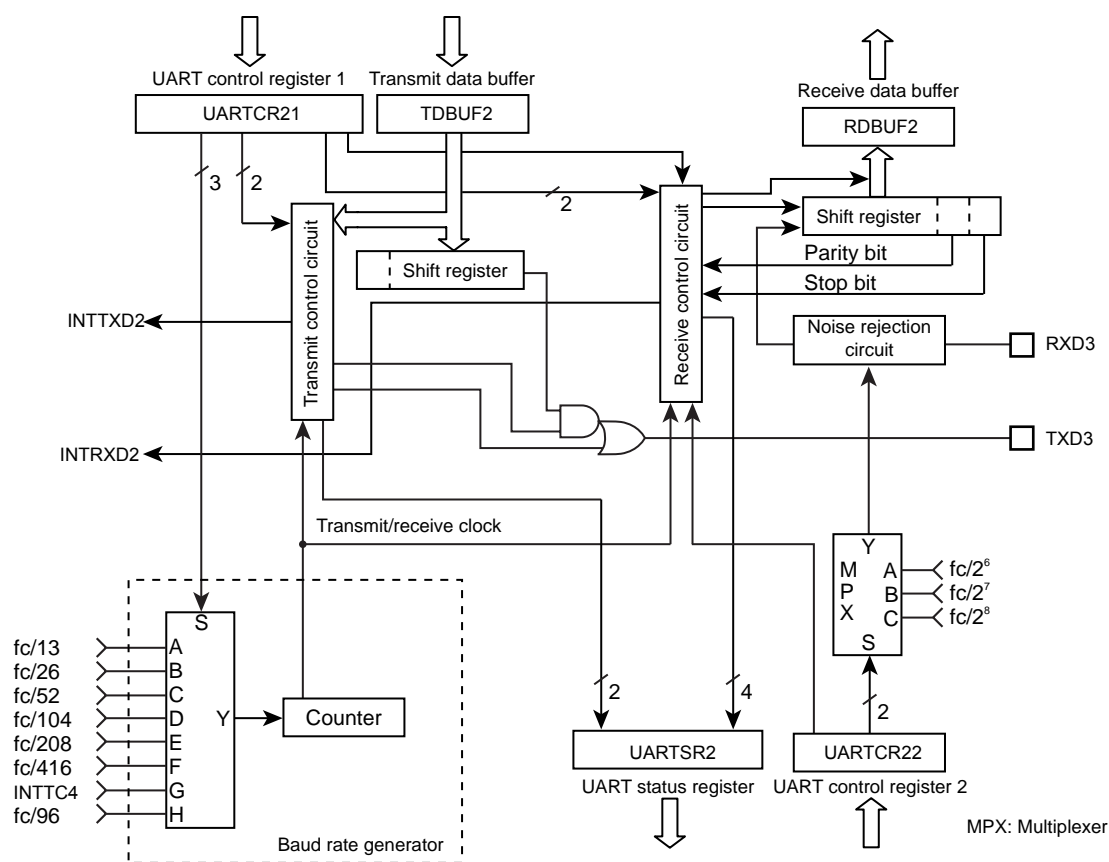 UART control register 1
Transmit data buffer
Receive data buffer
UARTCR21
TDBUF2
RDBUF2
3
2
2
Shift register
Shift register
Parity bit
Stop bit
Transmit control circuit
Receive control circuit
INTTXD2
Noise rejection
circuit
RXD3
INTRXD2
TXD3
Transmit/receive clock
Y
M
P
X
A
B
C
S
fc/2⁶
fc/2⁷
fc/2⁸
S
fc/13
A
fc/26
B
fc/52
C
fc/104
D
Y
Counter
fc/208
E
fc/416
F
INTTC4
G
fc/96
H
2
4
2
UARTSR2
UARTCR22
UART status register
UART control register 2
Baud rate generator
MPX: Multiplexer